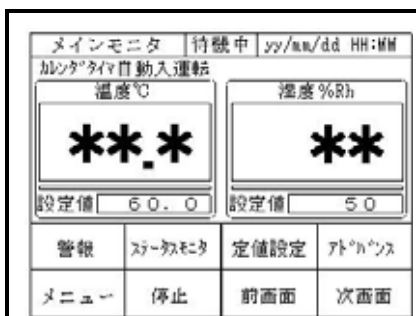 メインモニタ 待機中 yy/mm/dd HH:MM
カレンダタイマ自動入運転
温度℃ 湿度%Rh
**.* **
設定値 60.0 設定値 50
警報 ステータスモニタ 定値設定 アドバンス
メニュー 停止 前画面 次画面